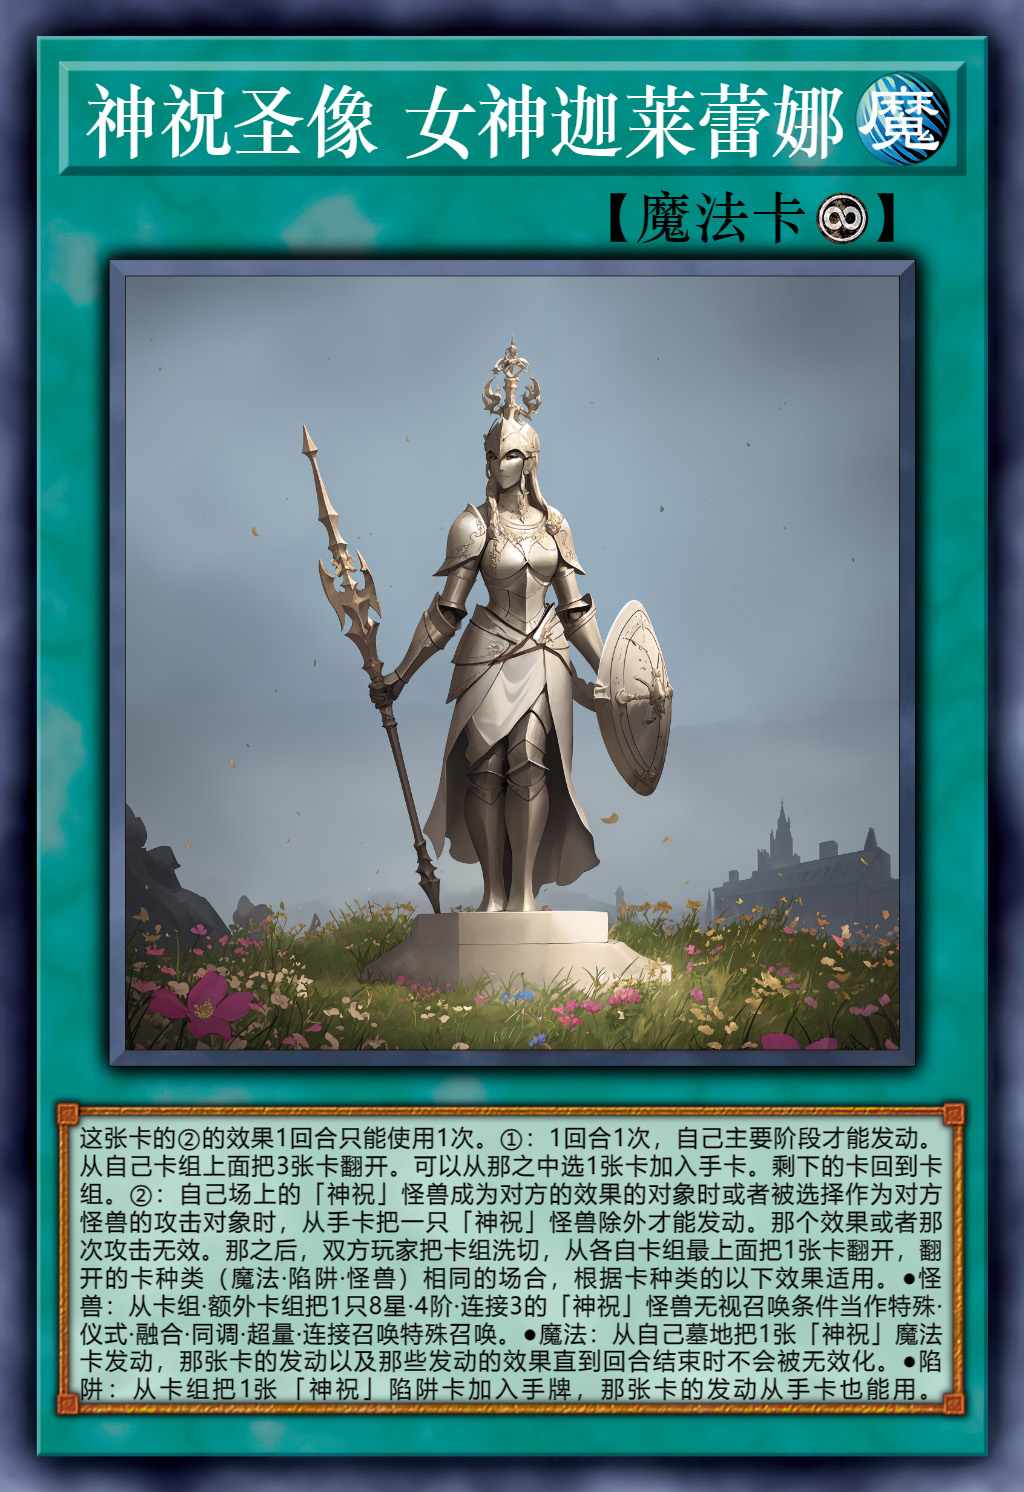 神祝圣像 女神迦莱蕾娜 魔
【魔法卡】
这张卡的②的效果1回合只能使用1次。①：1回合1次，自己主要阶段才能发动。
从自己卡组上面把3张卡翻开。可以从那之中选1张卡加入手卡。剩下的卡回到卡
组。②：自己场上的「神祝」怪兽成为对方的效果的对象时或者被选择作为对方
怪兽的攻击对象时，从手卡把一只「神祝」怪兽除外才能发动。那个效果或者那
次攻击无效。那之后，双方玩家把卡组洗切，从各自卡组最上面把1张卡翻开，翻
开的卡种类（魔法·陷阱·怪兽）相同的场合，根据卡种类的以下效果适用。●怪
兽：从卡组·额外卡组把1只8星·4阶·连接3的「神祝」怪兽无视召唤条件当作特殊·
仪式·融合·同调·超量·连接召唤特殊召唤。●魔法：从自己墓地把1张「神祝」魔法
卡发动，那张卡的发动以及那些发动的效果直到回合结束时不会被无效化。●陷
阱：从卡组把1张「神祝」陷阱卡加入手牌，那张卡的发动从手卡也能用。